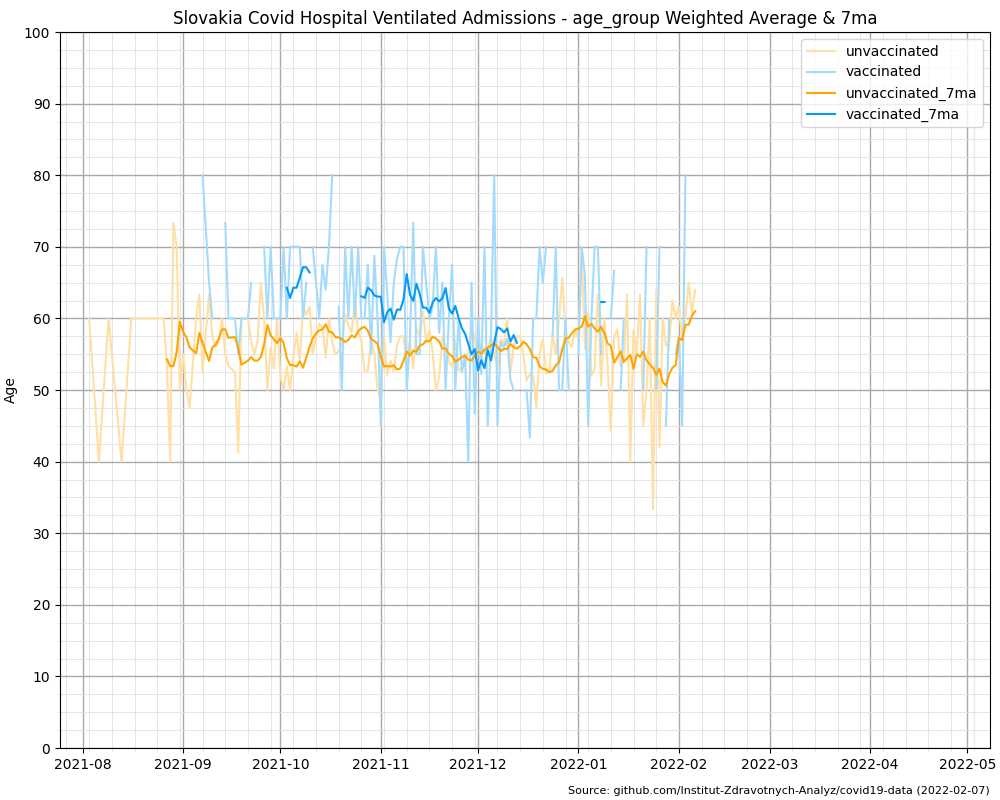 Slovakia Covid Hospital Ventilated Admissions - age_group Weighted Average & 7ma
100
90
80
70
60
50
40
30
20
10
0
Age
unvaccinated
vaccinated
unvaccinated_7ma
vaccinated_7ma
2021-08 2021-09 2021-10 2021-11 2021-12 2022-01 2022-02 2022-03 2022-04 2022-05
Source: github.com/Institut-Zdravotnych-Analyz/covid19-data (2022-02-07)